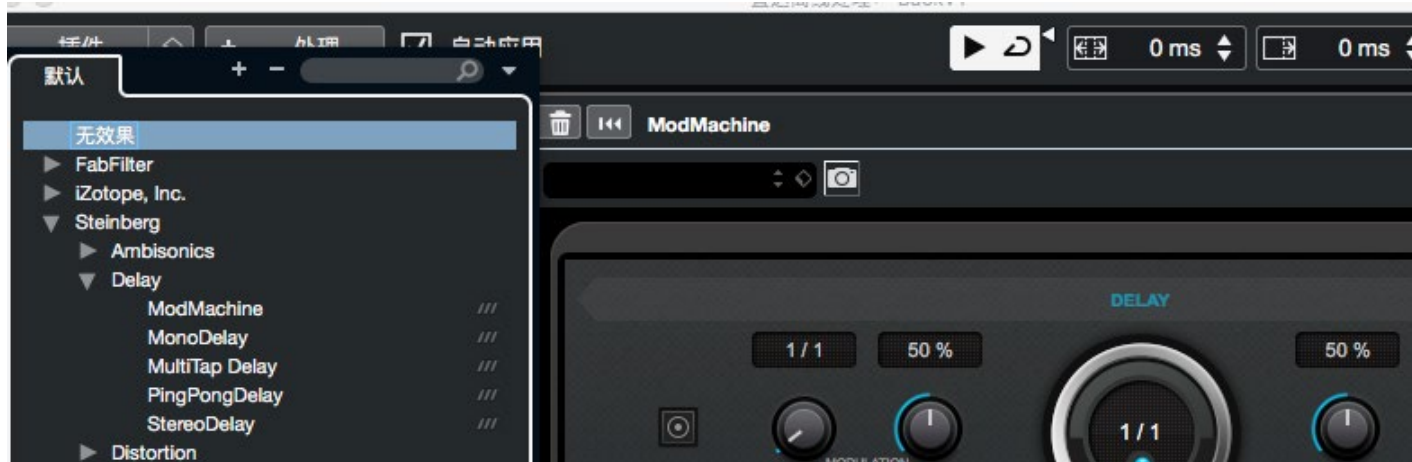 插件 + 处理 自动应用 0 ms 0 ms
默认 + −
无效果
FabFilter
iZotope, Inc.
Steinberg
Ambisonics
Delay
ModMachine
MonoDelay
MultiTap Delay
PingPongDelay
StereoDelay
Distortion
ModMachine
DELAY
1 / 1 50 % 50 %
1 / 1
MODULATION